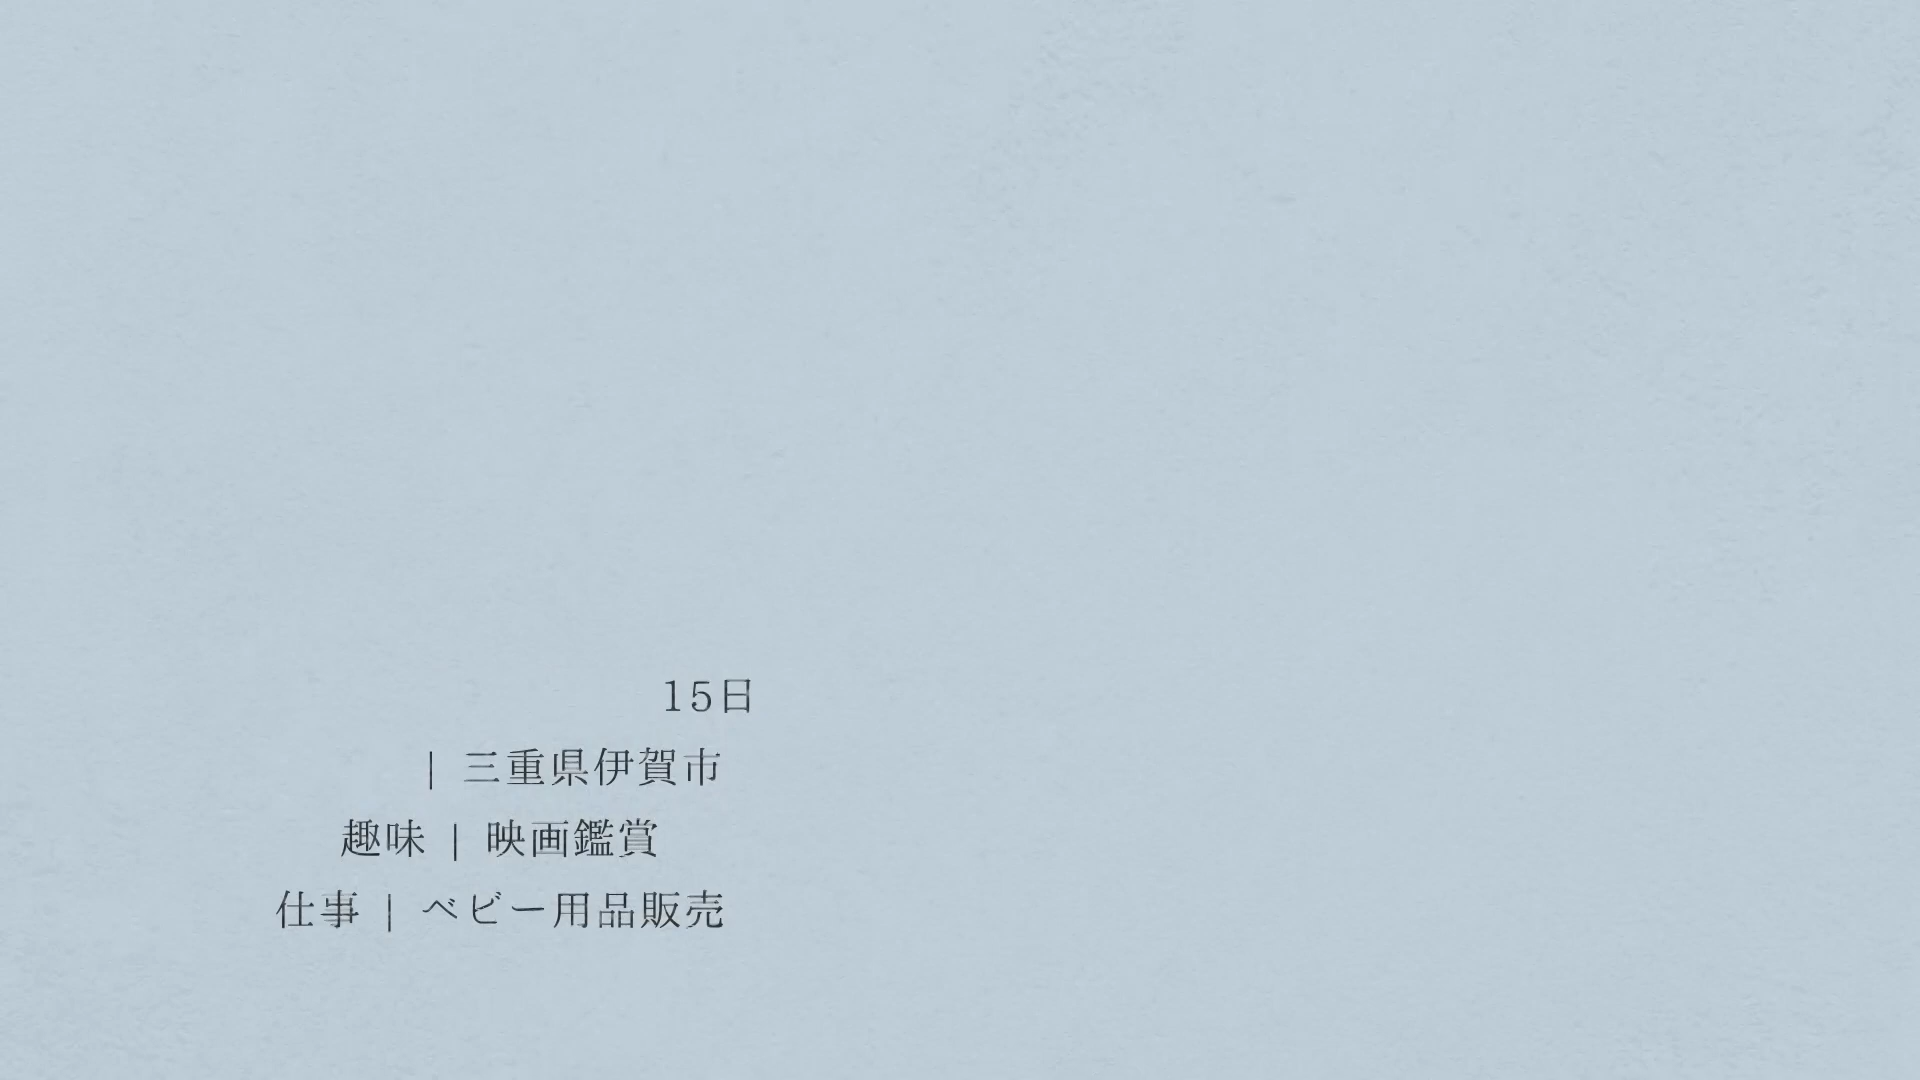 15日
| 三重県伊賀市
趣味 | 映画鑑賞
仕事 | ベビー用品販売